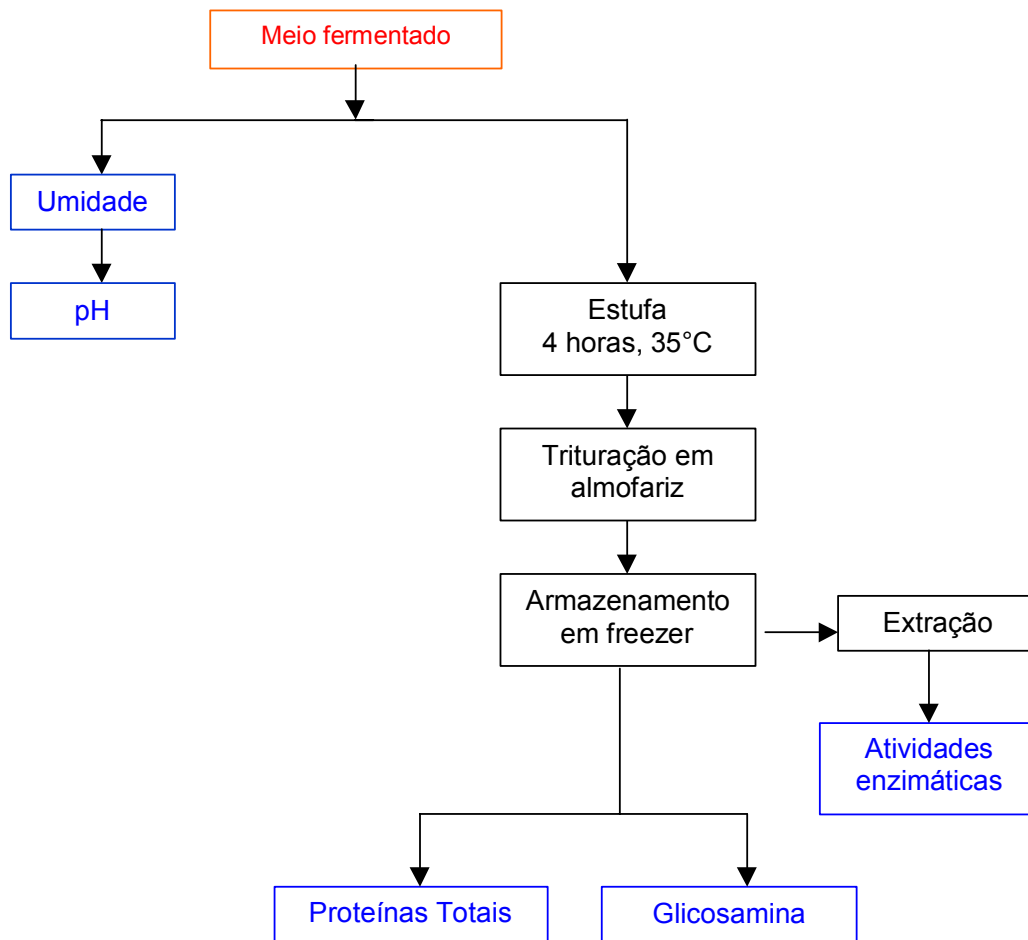 Meio fermentado
Umidade
pH
Estufa
4 horas, 35°C
Trituração em
almofariz
Armazenamento
em freezer
Extração
Atividades
enzimáticas
Proteínas Totais
Glicosamina